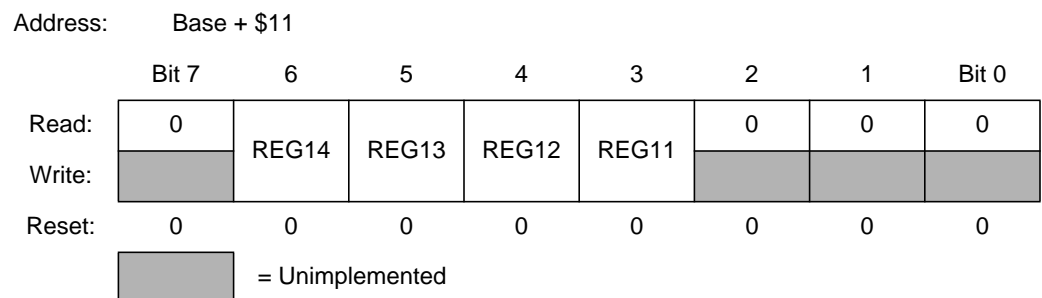 Address: Base + $11
Bit 7 6 5 4 3 2 1 Bit 0
Read: 0 REG14 REG13 REG12 REG11 0 0 0
Write:
Reset: 0 0 0 0 0 0 0 0
= Unimplemented